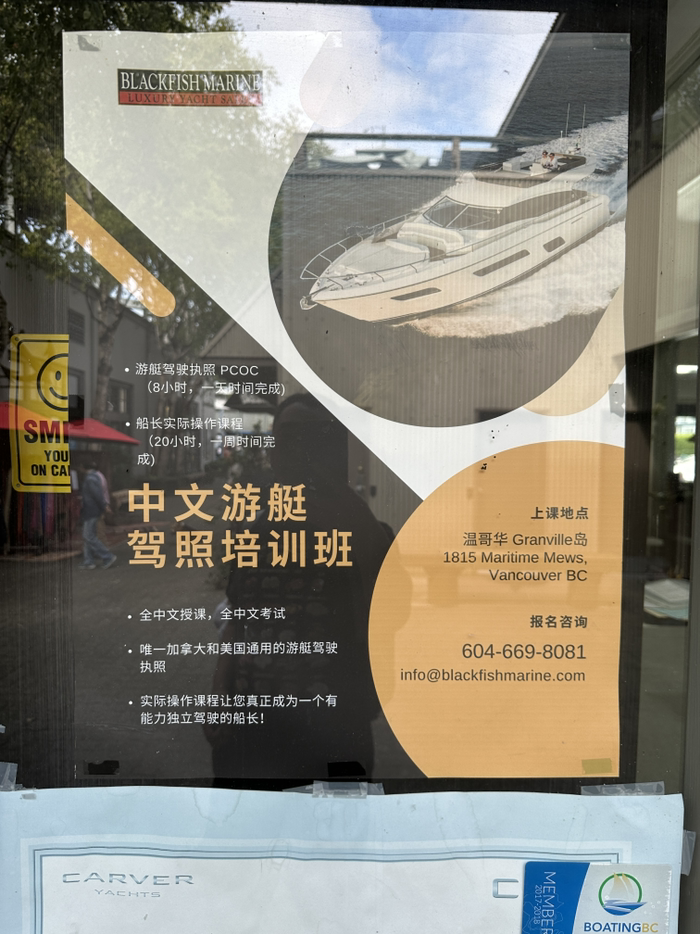 BLACKFISH MARINE
LUXURY YACHT SALES
• 游艇驾驶执照 PCOC
（8小时，一天时间完成)
• 船长实际操作课程
（20小时，一周时间完
成)
中文游艇
驾照培训班
• 全中文授课，全中文考试
• 唯一加拿大和美国通用的游艇驾驶
执照
• 实际操作课程让您真正成为一个有
能力独立驾驶的船长！
上课地点
温哥华 Granville岛
1815 Maritime Mews,
Vancouver BC
报名咨询
604-669-8081
info@blackfishmarine.com
YOU
ON CA
CARVER
YACHTS
C
MEMBER
2017-2018
BOATINGBC